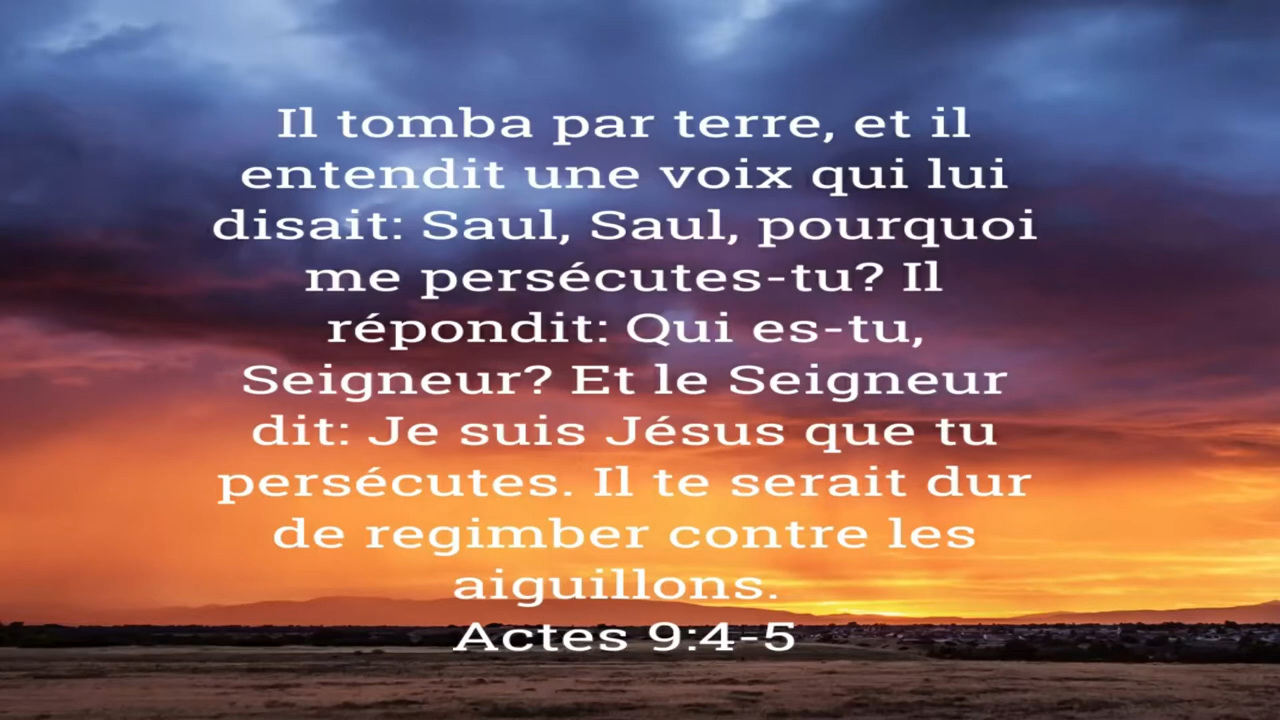 Il tomba par terre, et il
entendit une voix qui lui
disait: Saul, Saul, pourquoi
me persécutes-tu? Il
répondit: Qui es-tu,
Seigneur? Et le Seigneur
dit: Je suis Jésus que tu
persécutes. Il te serait dur
de regimber contre les
aiguillons.
Actes 9:4-5